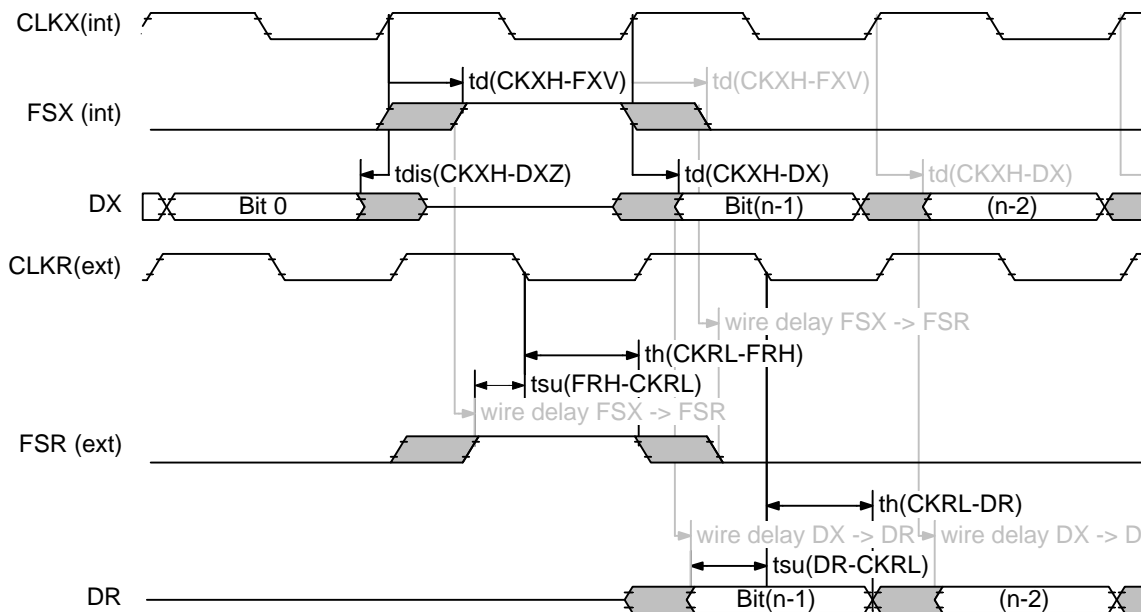 CLKX(int)
td(CKXH-FXV) td(CKXH-FXV)
FSX (int)
tdis(CKXH-DXZ) td(CKXH-DX) td(CKXH-DX)
DX Bit 0 Bit(n-1) (n-2)
CLKR(ext)
wire delay FSX -> FSR
th(CKRL-FRH)
tsu(FRH-CKRL)
wire delay FSX -> FSR
FSR (ext)
th(CKRL-DR)
wire delay DX -> DR wire delay DX -> D
tsu(DR-CKRL)
DR Bit(n-1) (n-2)